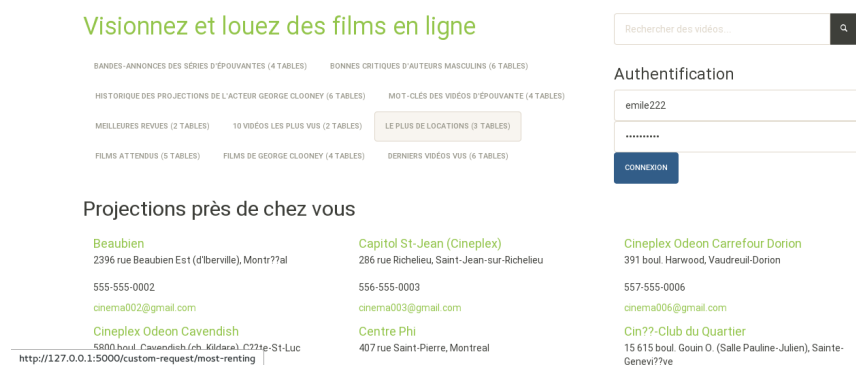 Visionnez et louez des films en ligne
Rechercher des vidéos...
BANDES-ANNONCES DES SÉRIES D'ÉPOUVANTES (4 TABLES) BONNES CRITIQUES D'AUTEURS MASCULINS (6 TABLES)
HISTORIQUE DES PROJECTIONS DE L'ACTEUR GEORGE CLOONEY (6 TABLES) MOT-CLÉS DES VIDÉOS D'ÉPOUVANTE (4 TABLES)
MEILLEURES REVUES (2 TABLES) 10 VIDÉOS LES PLUS VUS (2 TABLES) LE PLUS DE LOCATIONS (3 TABLES)
FILMS ATTENDUS (5 TABLES) FILMS DE GEORGE CLOONEY (4 TABLES) DERNIERS VIDÉOS VUS (6 TABLES)
Authentification
emile222
••••••••••
CONNEXION
Projections près de chez vous
Beaubien
2396 rue Beaubien Est (d'Iberville), Montr??al
555-555-0002
cinema002@gmail.com
Capitol St-Jean (Cineplex)
286 rue Richelieu, Saint-Jean-sur-Richelieu
556-555-0003
cinema003@gmail.com
Cineplex Odeon Carrefour Dorion
391 boul. Harwood, Vaudreuil-Dorion
557-555-0006
cinema006@gmail.com
Cineplex Odeon Cavendish
5800 boul. Cavendish (ch. Kildare), C??te-St-Luc
Centre Phi
407 rue Saint-Pierre, Montreal
Cin??-Club du Quartier
15 615 boul. Gouin O. (Salle Pauline-Julien), Sainte-
Genevi??ve
http://127.0.0.1:5000/custom-request/most-renting